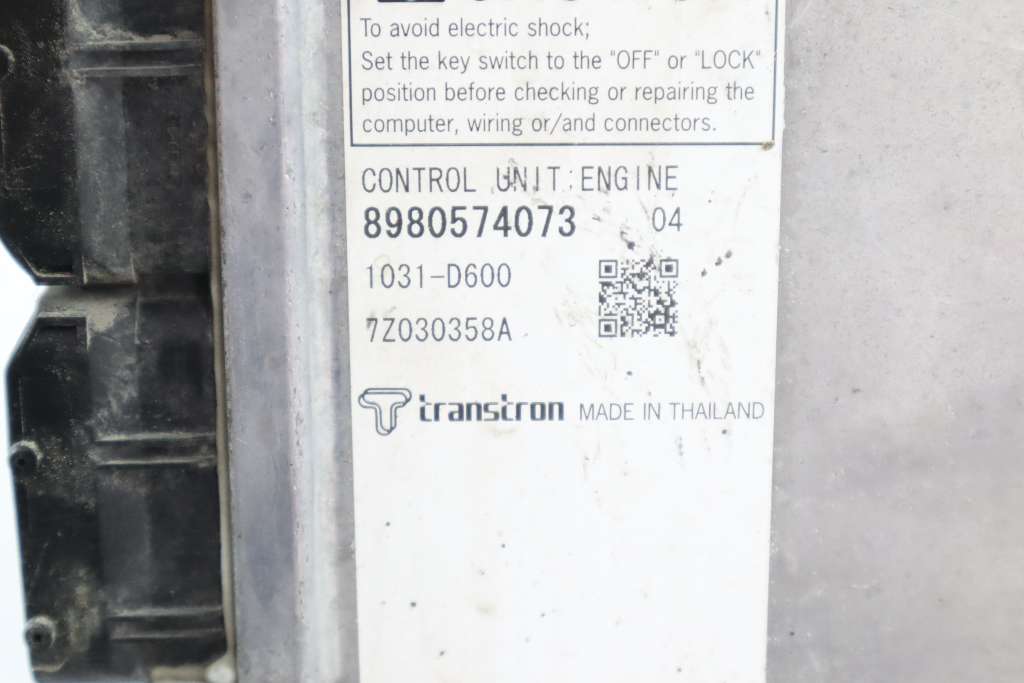 To avoid electric shock;
Set the key switch to the "OFF" or "LOCK"
position before checking or repairing the
computer, wiring or/and connectors.
CONTROL UNIT:ENGINE
8980574073 04
1031-D600
7Z030358A
transtron MADE IN THAILAND